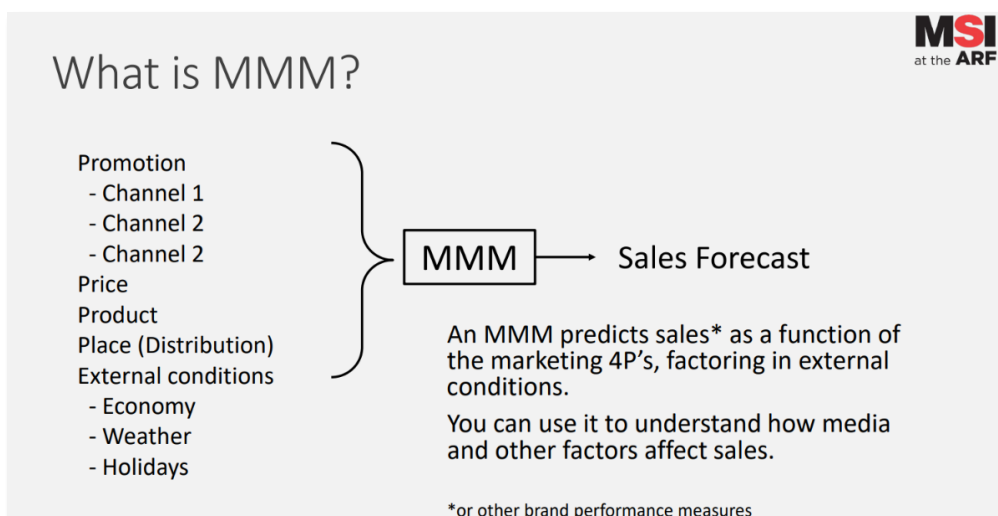 MSI
at the ARF
What is MMM?
Promotion
- Channel 1
- Channel 2
- Channel 2
Price
Product
Place (Distribution)
External conditions
- Economy
- Weather
- Holidays
MMM
Sales Forecast
An MMM predicts sales* as a function of
the marketing 4P's, factoring in external
conditions.
You can use it to understand how media
and other factors affect sales.
*or other brand performance measures